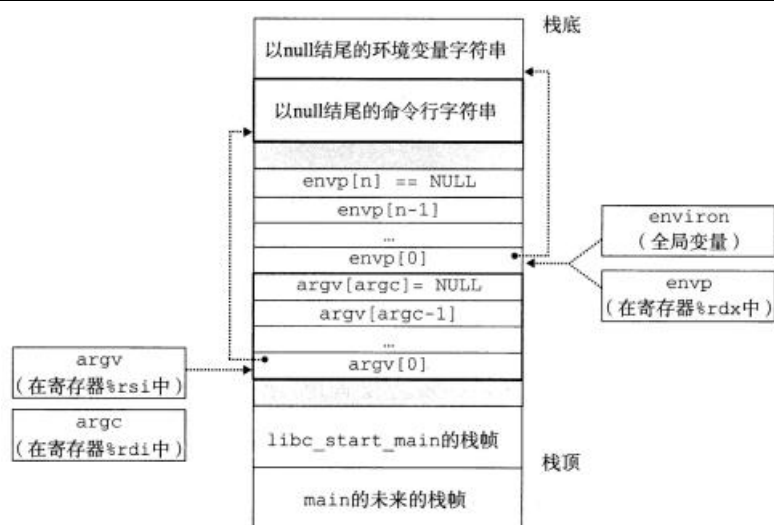 栈底
以null结尾的环境变量字符串
以null结尾的命令行字符串
envp[n] == NULL
envp[n-1]
…
envp[0]
environ
(全局变量)
argv[argc]= NULL
envp
(在寄存器%rdx中)
argv[argc-1]
…
argv[0]
argv
(在寄存器%rsi中)
argc
(在寄存器%rdi中)
libc_start_main的栈帧
栈顶
main的未来的栈帧